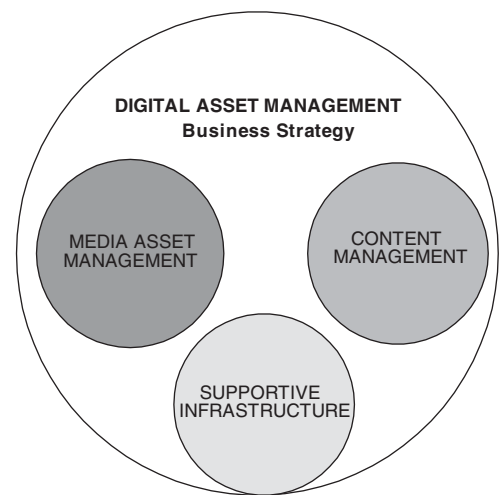 DIGITAL ASSET MANAGEMENT
Business Strategy
MEDIA ASSET
MANAGEMENT
CONTENT
MANAGEMENT
SUPPORTIVE
INFRASTRUCTURE